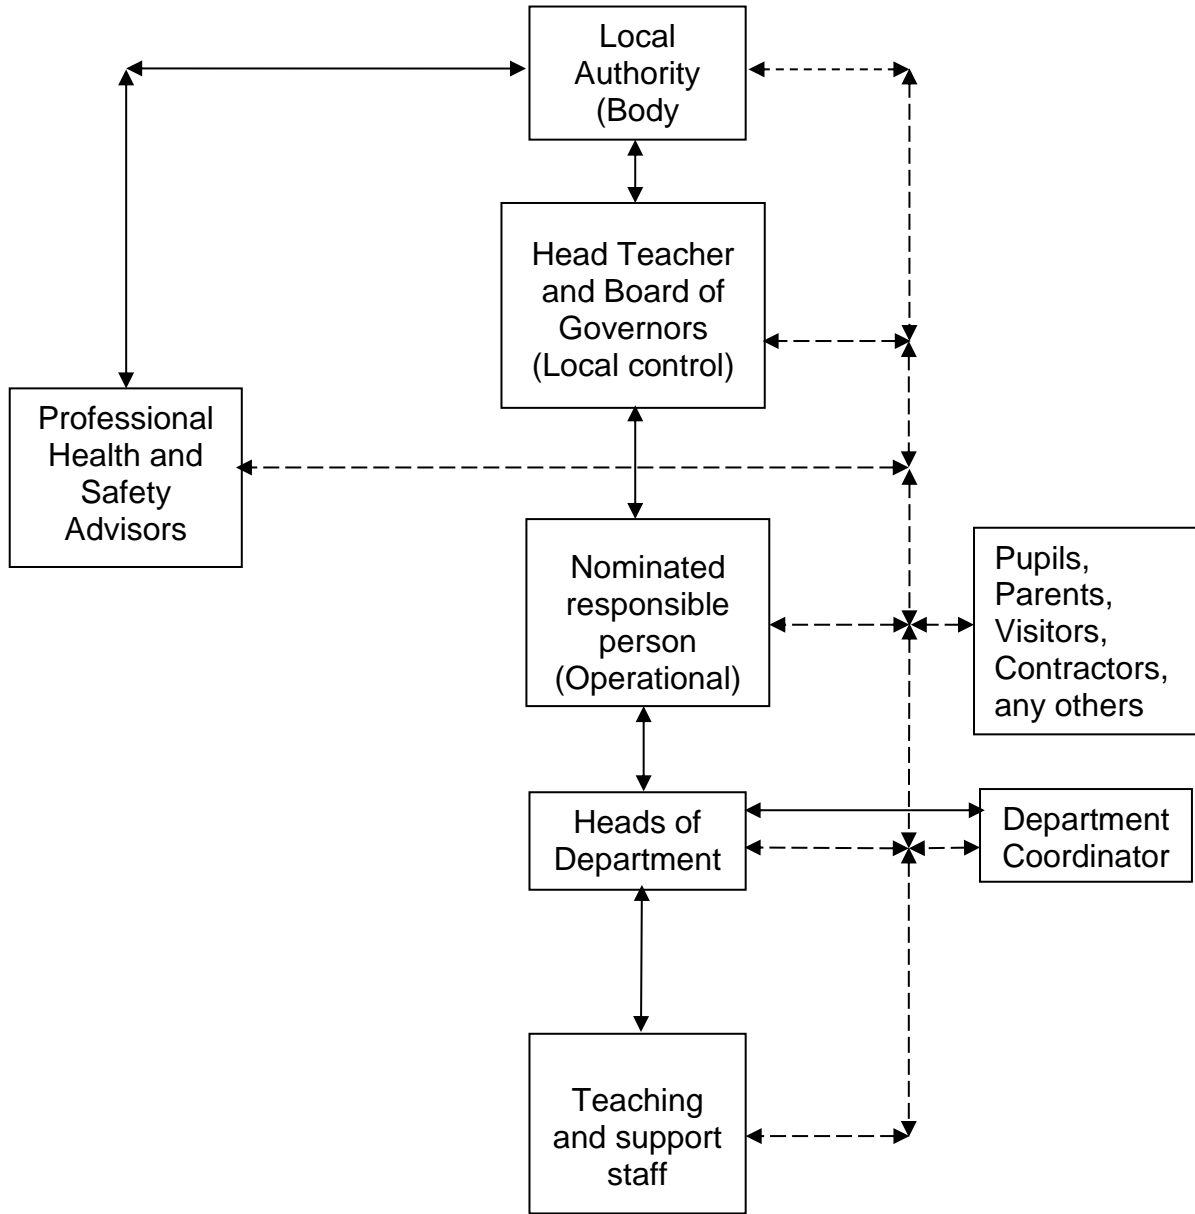 Local
Authority
(Body
Head Teacher
and Board of
Governors
(Local control)
Professional
Health and
Safety
Advisors
Nominated
responsible
person
(Operational)
Pupils,
Parents,
Visitors,
Contractors,
any others
Heads of
Department
Department
Coordinator
Teaching
and support
staff